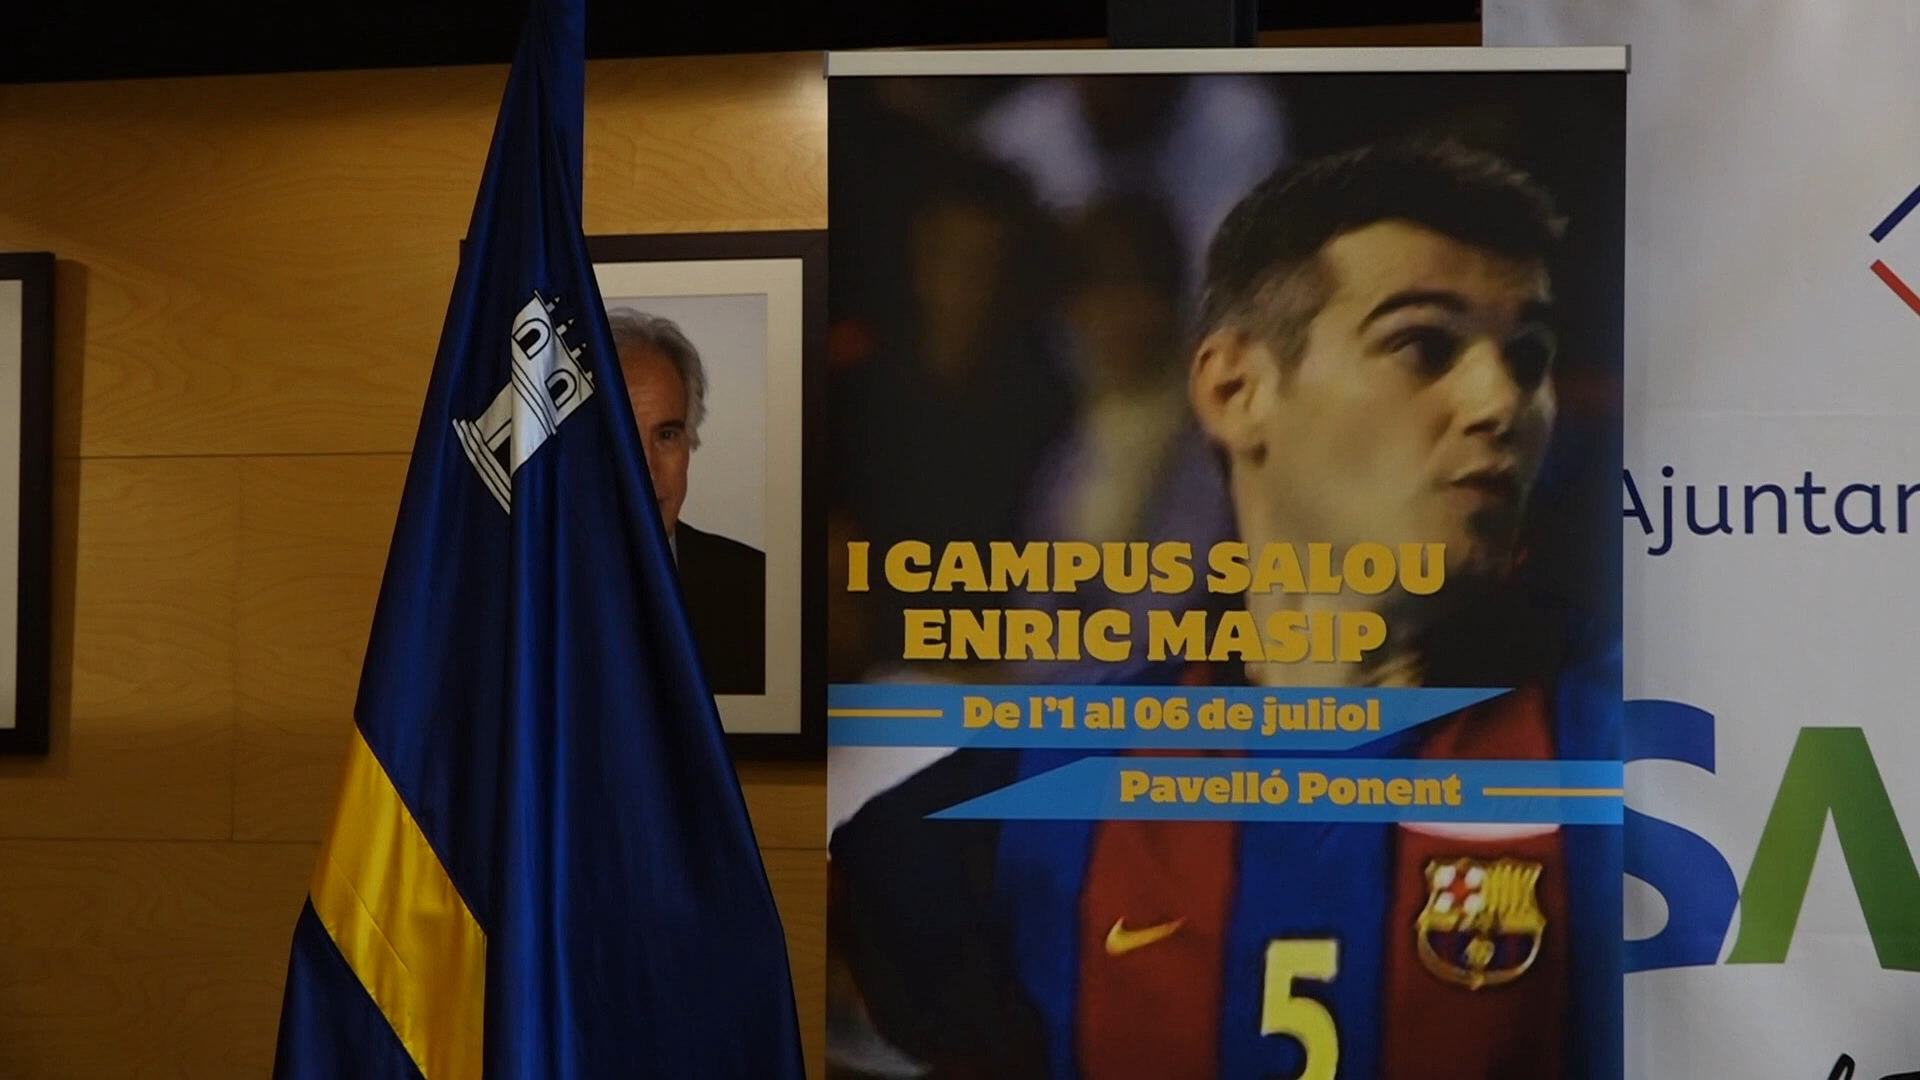 I CAMPUS SALOU
ENRIC MASIP
De l'1 al 06 de juliol
Pavelló Ponent
5
Ajuntam
SA